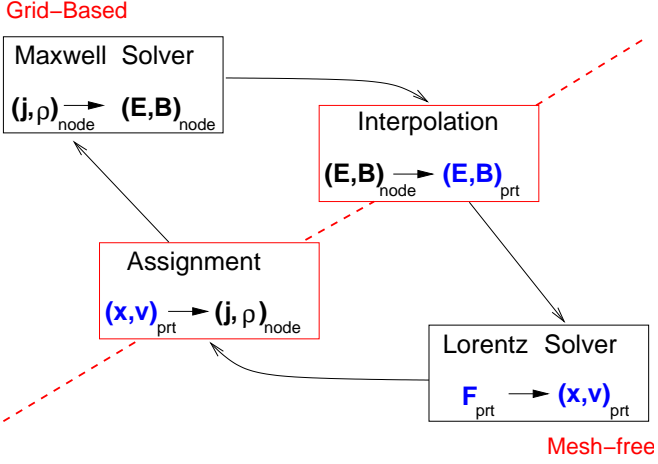 Grid−Based
Maxwell Solver
(j,ρ)node → (E,B)node
Interpolation
(E,B)node → (E,B)prt
Assignment
(x,v)prt → (j,ρ)node
Lorentz Solver
Fprt → (x,v)prt
Mesh−free